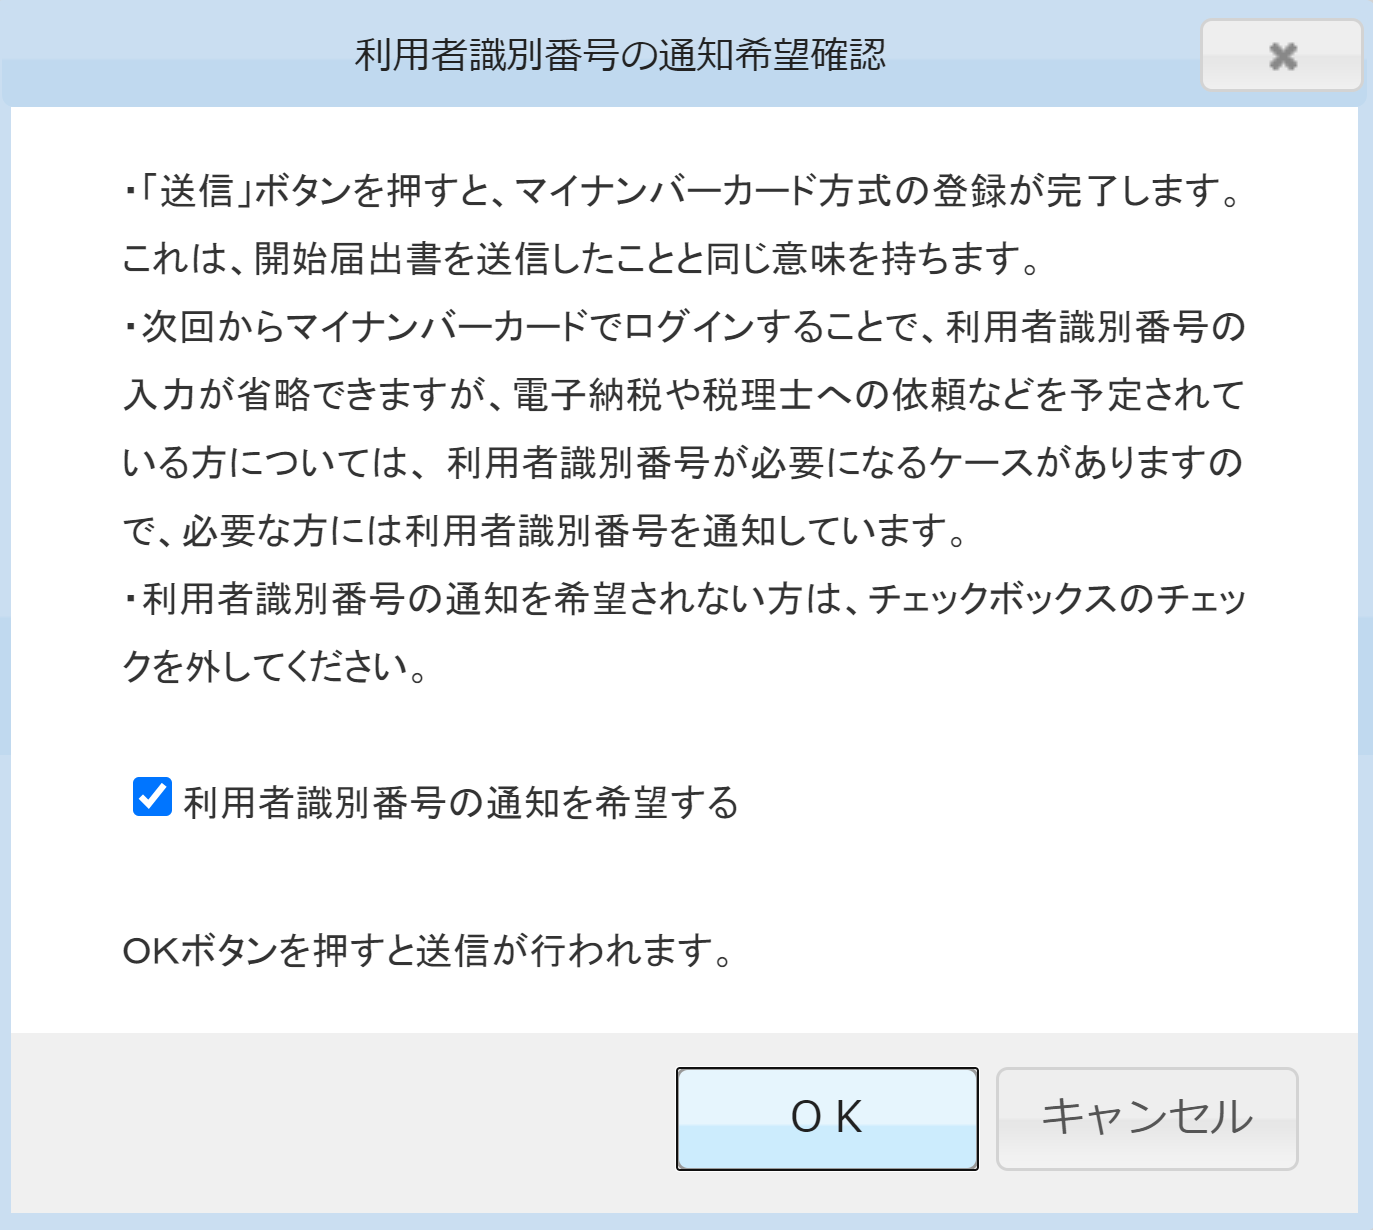 利用者識別番号の通知希望確認
・「送信」ボタンを押すと、マイナンバーカード方式の登録が完了します。
これは、開始届出書を送信したことと同じ意味を持ちます。
・次回からマイナンバーカードでログインすることで、利用者識別番号の
入力が省略できますが、電子納税や税理士への依頼などを予定されて
いる方については、利用者識別番号が必要になるケースがありますの
で、必要な方には利用者識別番号を通知しています。
・利用者識別番号の通知を希望されない方は、チェックボックスのチェッ
クを外してください。
利用者識別番号の通知を希望する
OKボタンを押すと送信が行われます。
ＯＫ
キャンセル